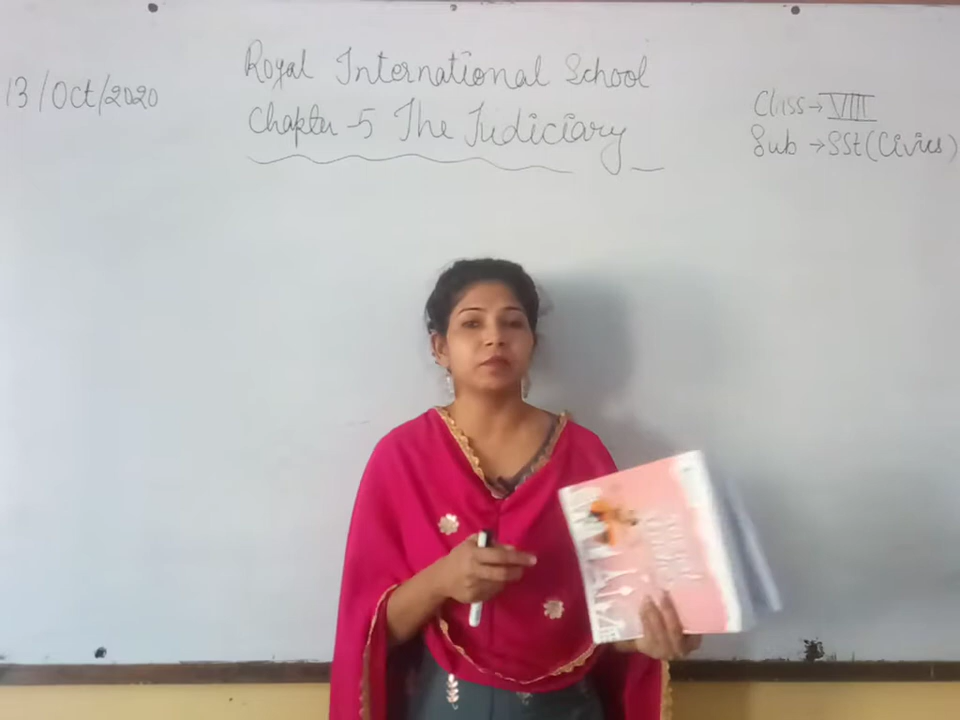 13/Oct/2020
Royal International School
Chapter-5 The Judiciary
Class→VIII
Sub→SSt(Civics)